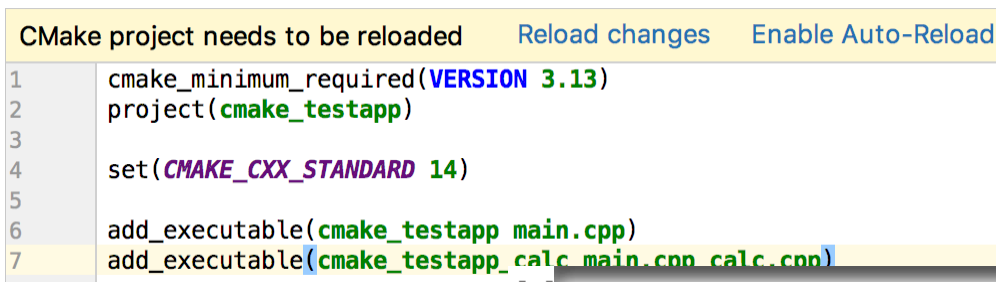 CMake project needs to be reloaded Reload changes Enable Auto-Reload
1 cmake_minimum_required(VERSION 3.13)
2 project(cmake_testapp)
3
4 set(CMAKE_CXX_STANDARD 14)
5
6 add_executable(cmake_testapp main.cpp)
7 add_executable(cmake_testapp_calc main.cpp calc.cpp)